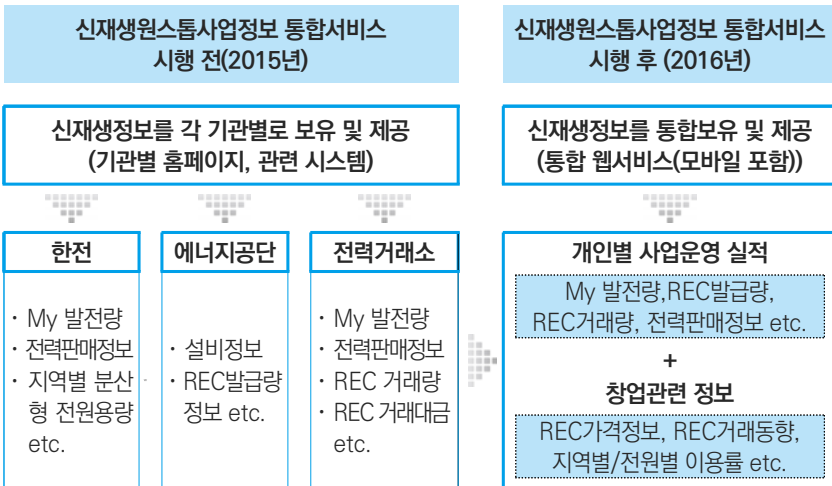 신재생원스톱사업정보 통합서비스
시행 전(2015년)
신재생정보를 각 기관별로 보유 및 제공
(기관별 홈페이지, 관련 시스템)
한전
· My 발전량
· 전력판매정보
· 지역별 분산
형 전원용량
etc.
에너지공단
· 설비정보
· REC발급량
정보 etc.
전력거래소
· My 발전량
· 전력판매정보
· REC 거래량
· REC 거래대금
etc.
신재생원스톱사업정보 통합서비스
시행 후 (2016년)
신재생정보를 통합보유 및 제공
(통합 웹서비스(모바일 포함))
개인별 사업운영 실적
My 발전량,REC발급량,
REC거래량, 전력판매정보 etc.
+
창업관련 정보
REC가격정보, REC거래동향,
지역별/전원별 이용률 etc.